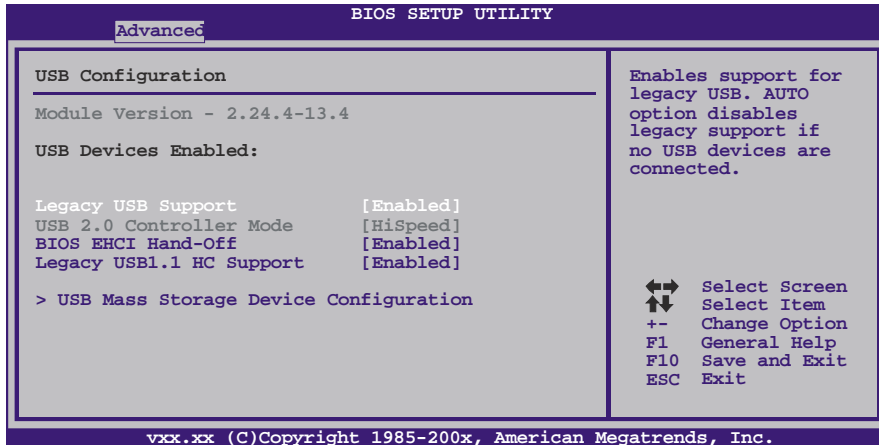 BIOS SETUP UTILITY
Advanced
USB Configuration
Module Version - 2.24.4-13.4
USB Devices Enabled:
Legacy USB Support [Enabled]
USB 2.0 Controller Mode [HiSpeed]
BIOS EHCI Hand-Off [Enabled]
Legacy USB1.1 HC Support [Enabled]
> USB Mass Storage Device Configuration
Enables support for
legacy USB. AUTO
option disables
legacy support if
no USB devices are
connected.
Select Screen
Select Item
+- Change Option
F1 General Help
F10 Save and Exit
ESC Exit
vxx.xx (C)Copyright 1985-200x, American Megatrends, Inc.